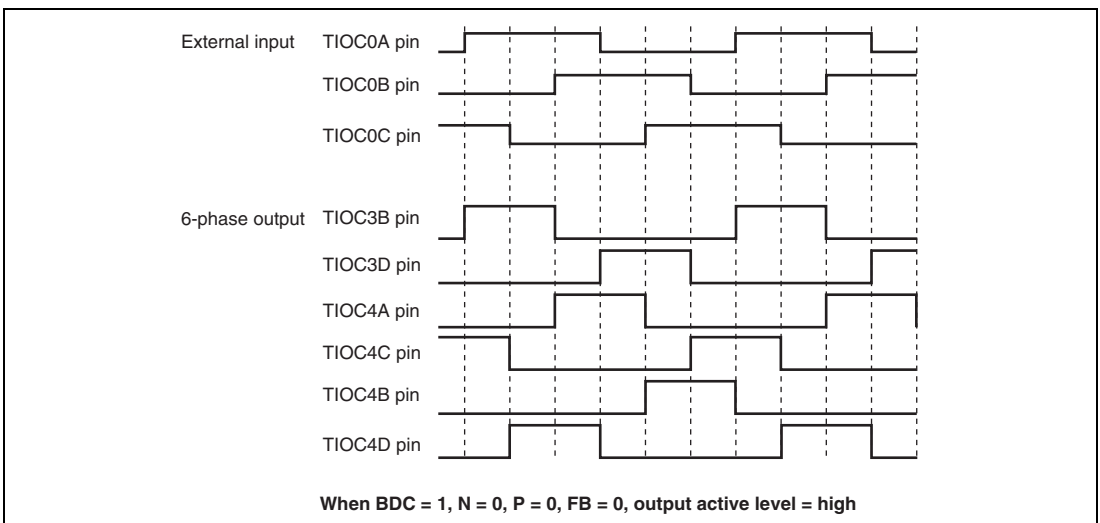 External input TIOC0A pin
TIOC0B pin
TIOC0C pin
6-phase output TIOC3B pin
TIOC3D pin
TIOC4A pin
TIOC4C pin
TIOC4B pin
TIOC4D pin
When BDC = 1, N = 0, P = 0, FB = 0, output active level = high